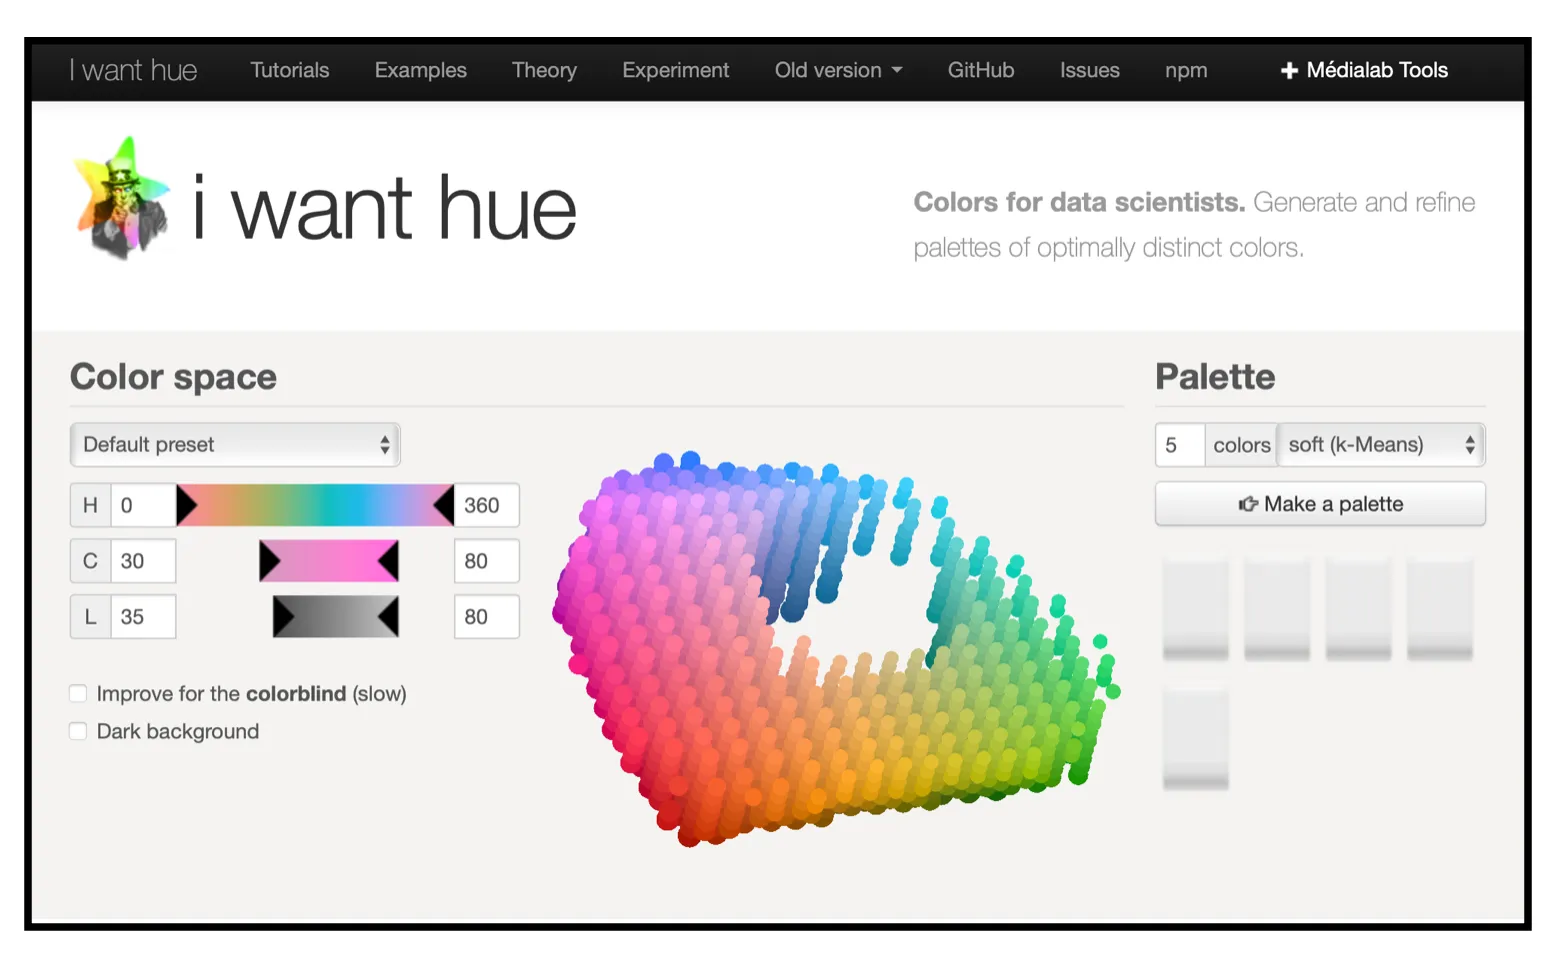 I want hue Tutorials Examples Theory Experiment Old version GitHub Issues npm Médialab Tools
i want hue
Colors for data scientists. Generate and refine
palettes of optimally distinct colors.
Color space
Default preset
H 0 360
C 30 80
L 35 80
Improve for the colorblind (slow)
Dark background
Palette
5 colors soft (k-Means)
Make a palette